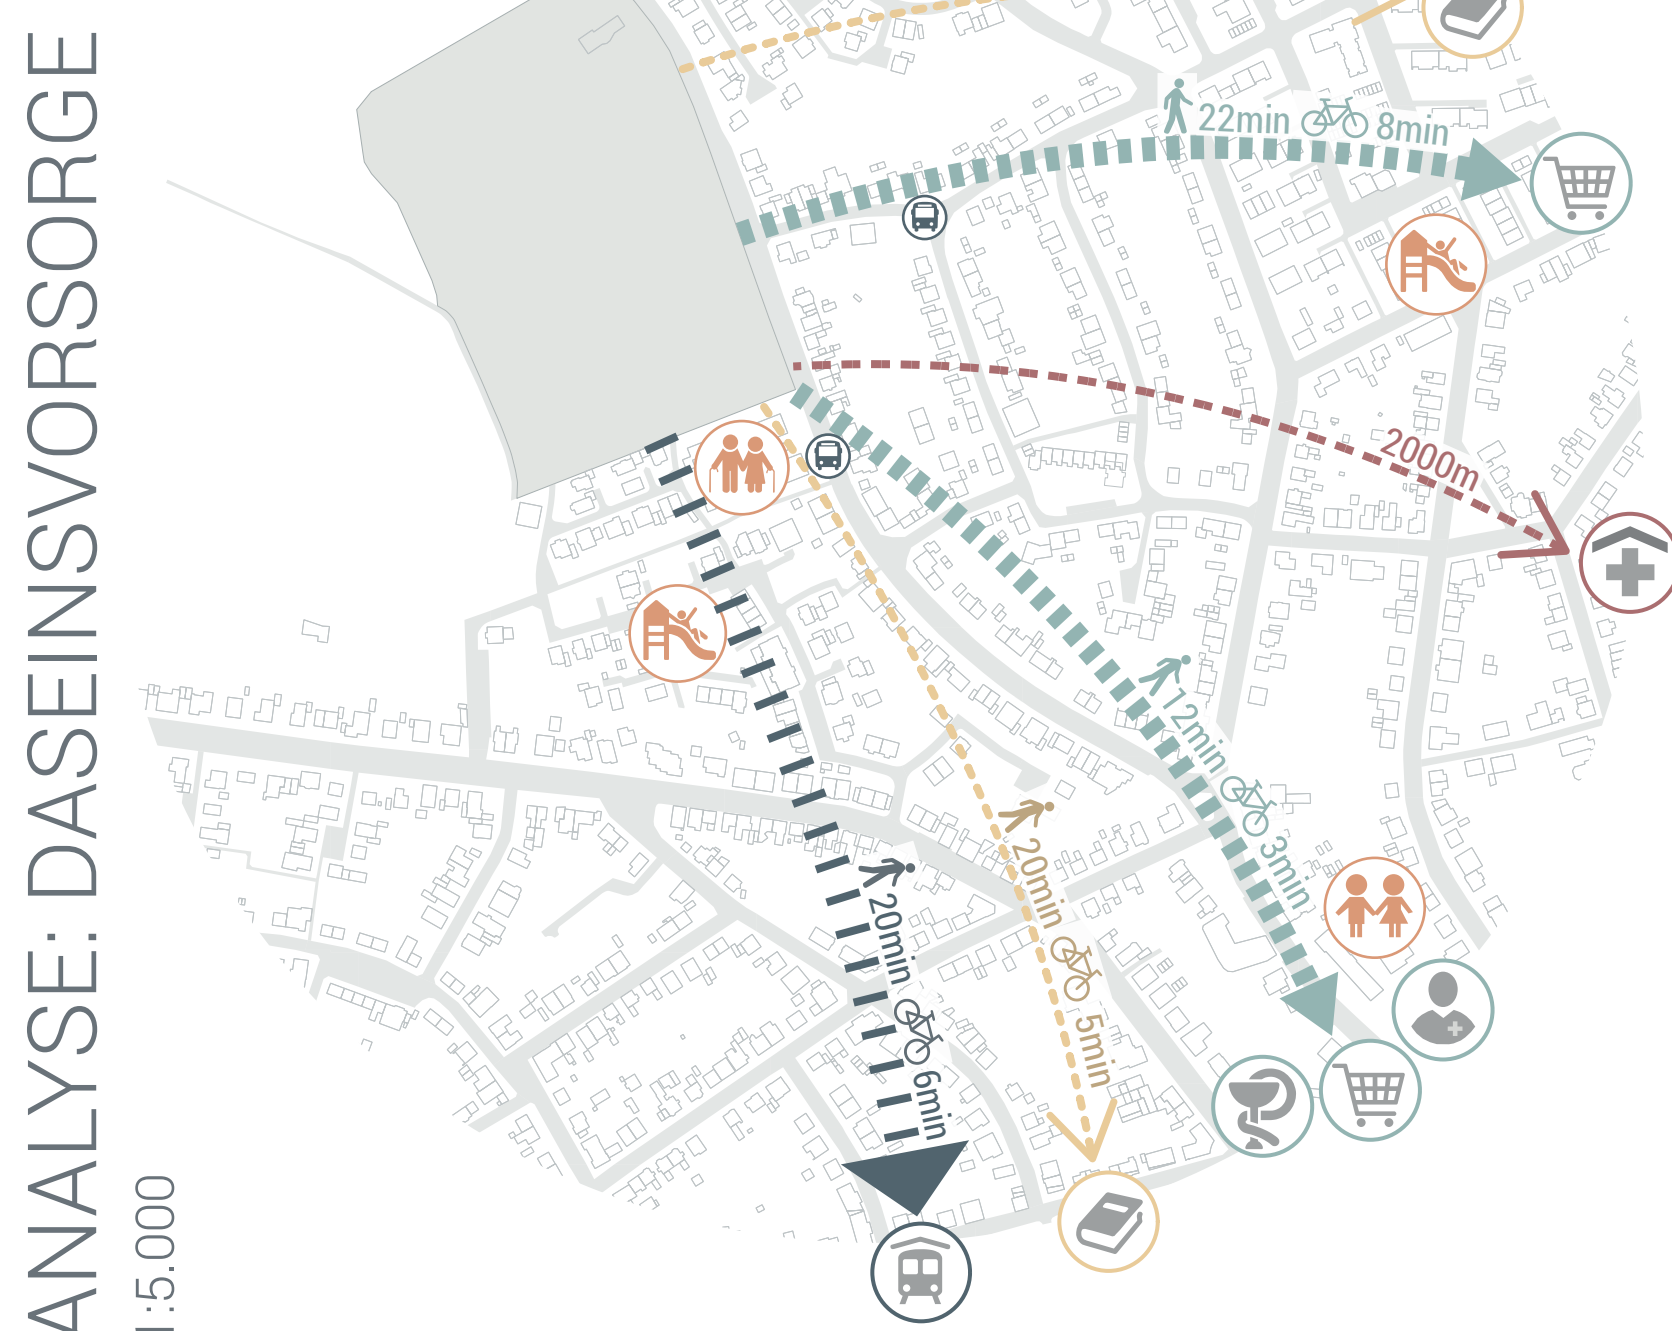 ANALYSE: DASEINSVORSORGE
1:5.000
22min 8min
2000m
12min 3min
20min 5min
20min 6min